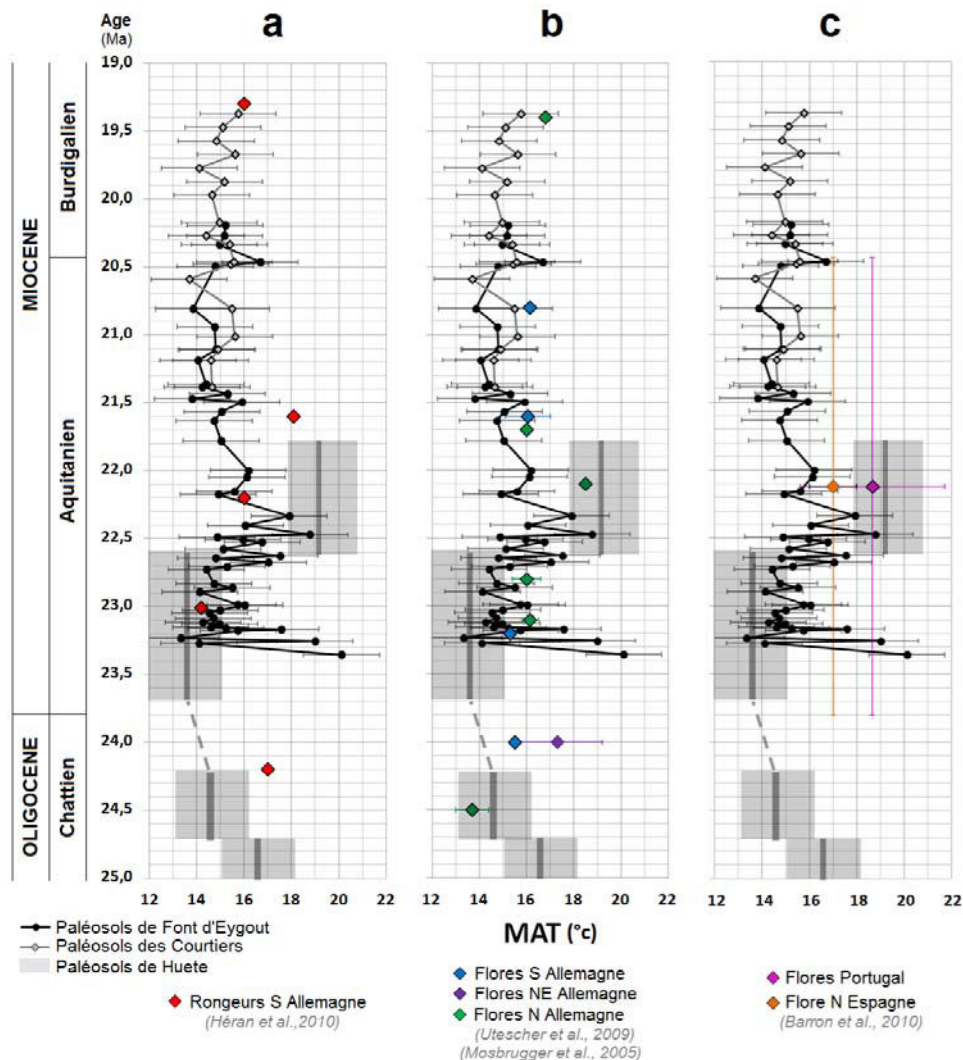 Age
(Ma)
a
b
c
19,0
19,5
20,0
20,5
21,0
21,5
22,0
22,5
23,0
23,5
24,0
24,5
25,0
MIOCENE
OLIGOCENE
Burdigalien
Aquitanien
Chattien
12 14 16 18 20 22
12 14 16 18 20 22
12 14 16 18 20 22
MAT (°c)
Paléosols de Font d'Eygout
Paléosols des Courtiers
Paléosols de Huete
Rongeurs S Allemagne
(Héran et al.,2010)
Flores S Allemagne
Flores NE Allemagne
Flores N Allemagne
(Utescher et al., 2009)
(Mosbrugger et al., 2005)
Flores Portugal
Flore N Espagne
(Barron et al., 2010)